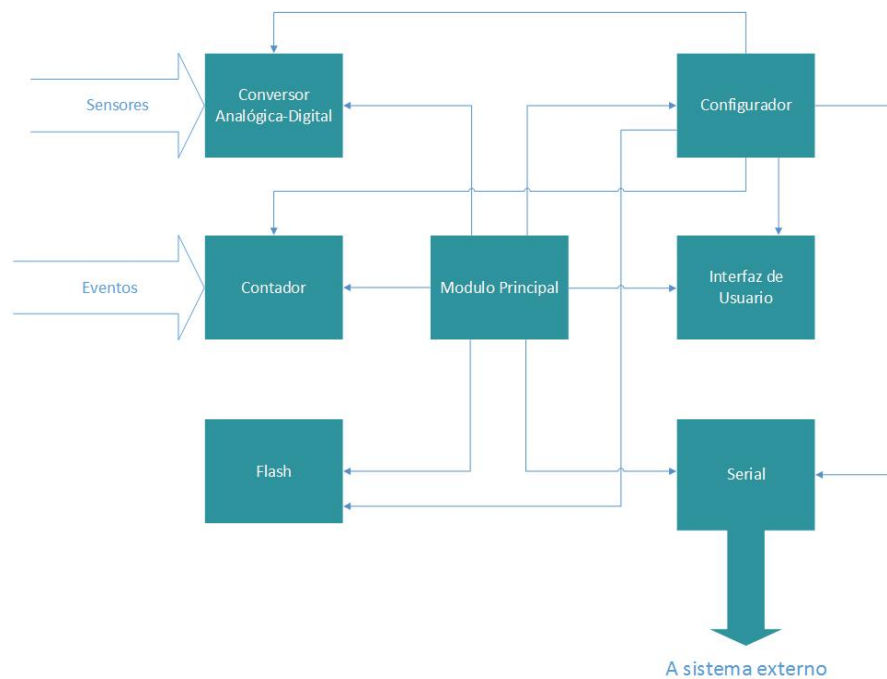 Sensores
Conversor
Analógica-Digital
Configurador
Eventos
Contador
Modulo Principal
Interfaz de
Usuario
Flash
Serial
A sistema externo